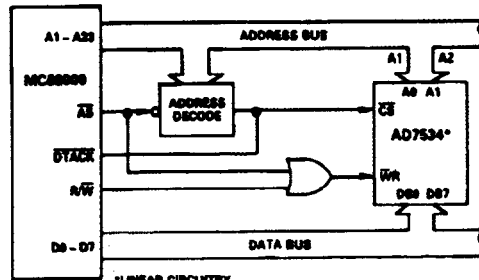 A1 – A23
ADDRESS BUS
MC68000
A1
A2
A0 A1
AS
ADDRESS
DECODE
CS
AD7534*
DTACK
WR
R/W
DB0 DB7
D0 – D7
DATA BUS
*LINEAR CIRCUITRY